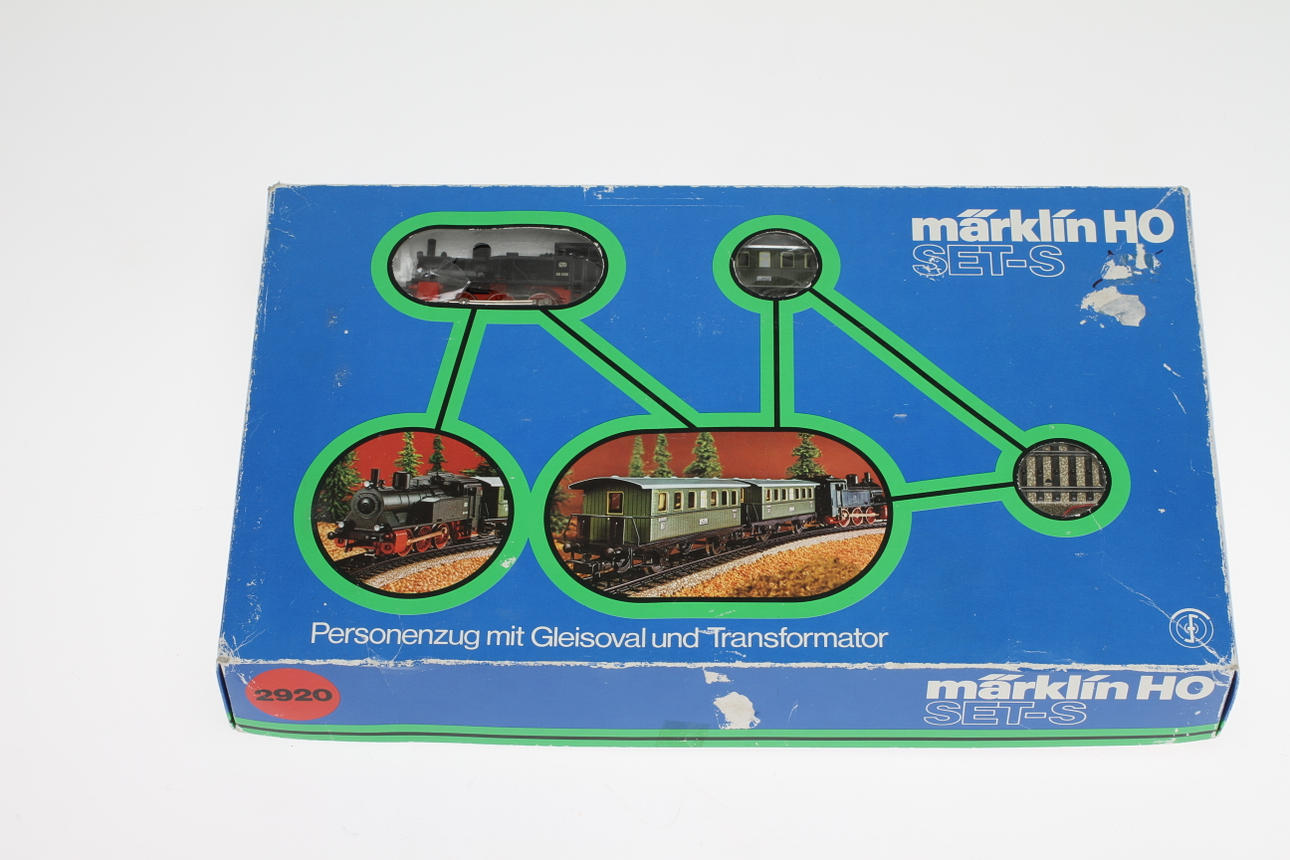 märklin HO
SET-S
Personenzug mit Gleisoval und Transformator
2920
märklin HO
SET-S